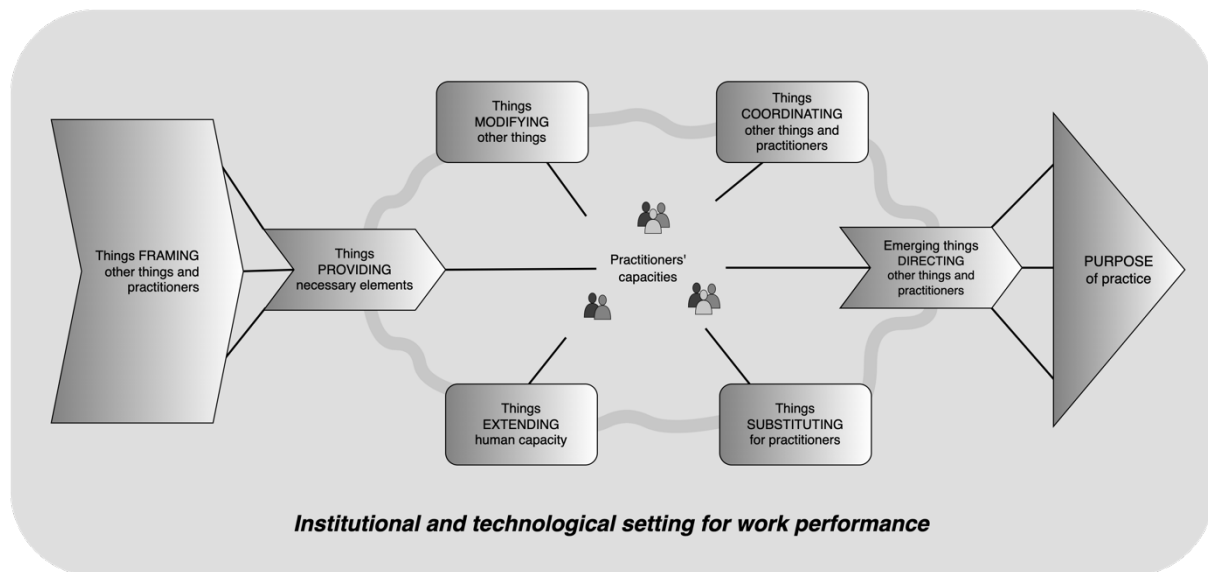 Things
MODIFYING
other things
Things
COORDINATING
other things and
practitioners
Things FRAMING
other things and
practitioners
Things
PROVIDING
necessary elements
Practitioners'
capacities
Emerging things
DIRECTING
other things and
practitioners
PURPOSE
of practice
Things
EXTENDING
human capacity
Things
SUBSTITUTING
for practitioners
Institutional and technological setting for work performance